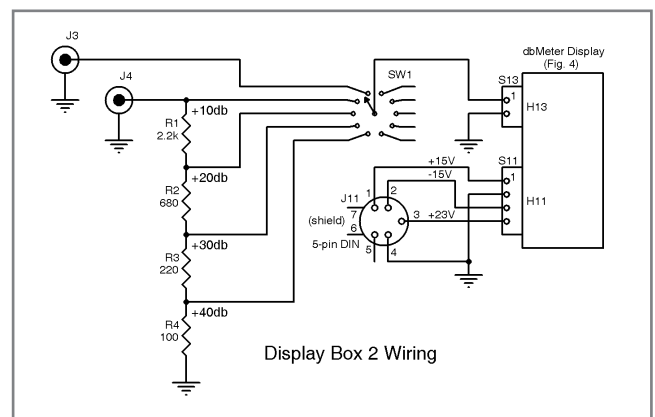 J3
J4
SW1
dbMeter Display
(Fig. 4)
S13
1
H13
+10db
R1
2.2k
+20db
R2
680
+30db
R3
220
+40db
R4
100
+15V
-15V
S11
1
H11
J11
1
2
7
(shield)
3
+23V
6
5-pin DIN
5
4
Display Box 2 Wiring